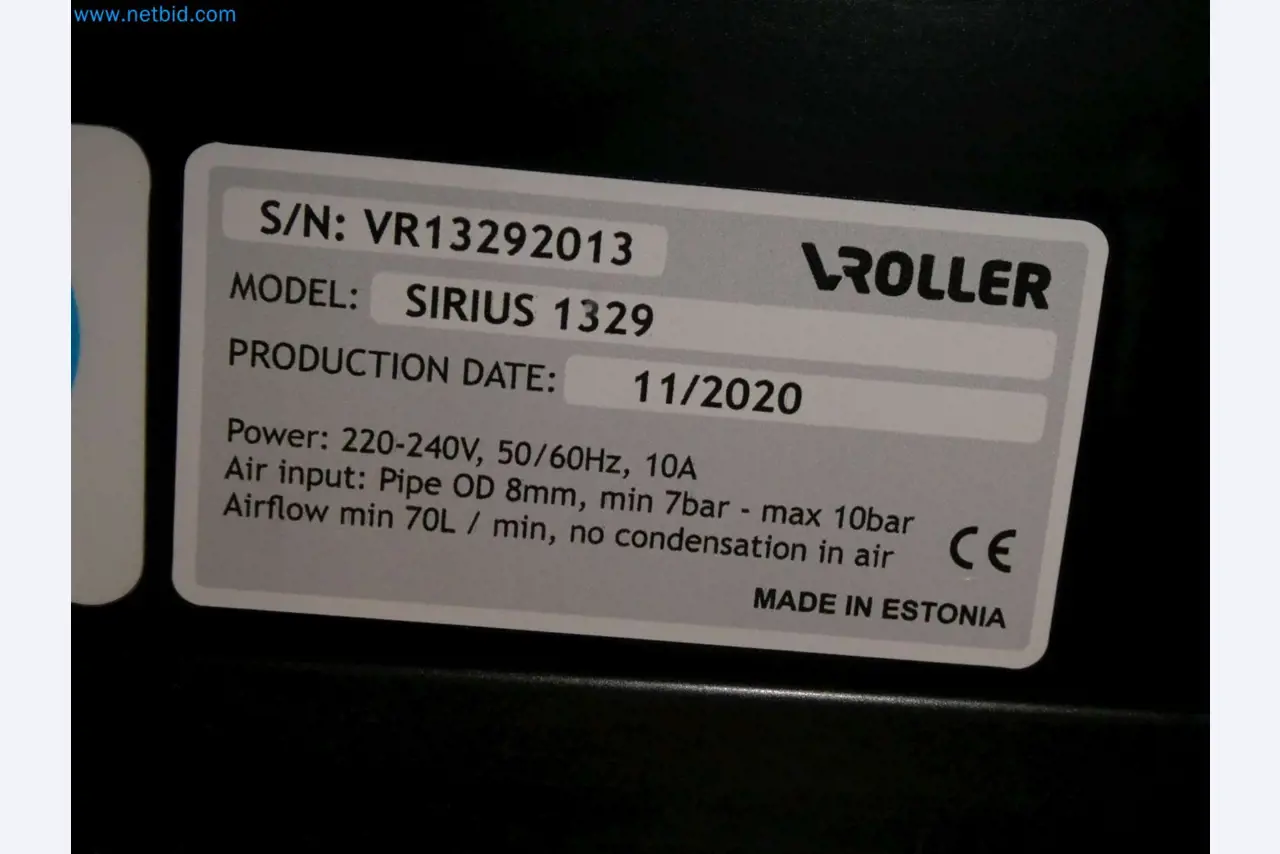 www.netbid.com
S/N: VR13292013
VROLLER
MODEL: SIRIUS 1329
PRODUCTION DATE: 11/2020
Power: 220-240V, 50/60Hz, 10A
Air input: Pipe OD 8mm, min 7bar - max 10bar
Airflow min 70L / min, no condensation in air
CE
MADE IN ESTONIA